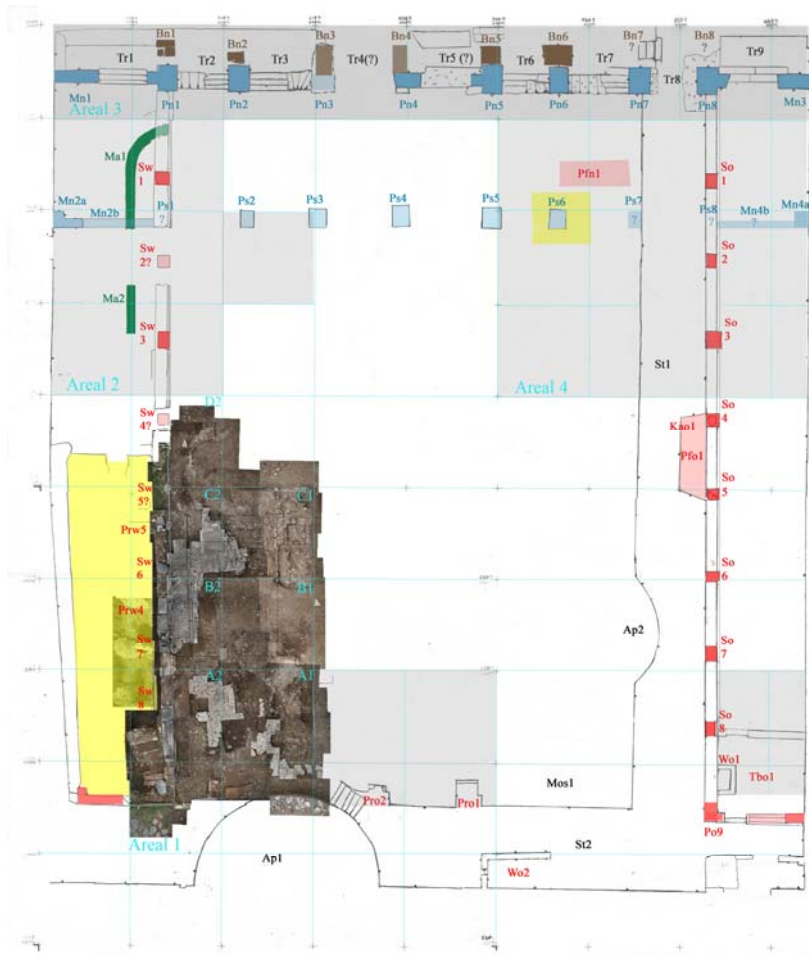 Bn1 Bn2 Bn3 Bn4 Bn5 Bn6 Bn7 ? Bn8 ?
Tr1 Tr2 Tr3 Tr4(?) Tr5 (?) Tr6 Tr7 Tr8 Tr9
Mn1 Pn1 Pn2 Pn3 Pn4 Pn5 Pn6 Pn7 Pn8 Mn3
Areal 3
Ma1
Sw 1
Pfn1
So 1
Mn2a Mn2b Ps1 ? Ps2 Ps3 Ps4 Ps5 Ps6 Ps7 ? Ps8 ? Mn4b ? Mn4a
Sw 2?
So 2
Ma2
Sw 3
So 3
St1
Areal 2
D2
Areal 4
Sw 4?
So 4
Kao1
Pfo1
Sw 5?
C2 C1
So 5
Prw5
Sw 6
So 6
B2 B1
Prw4
Sw 7
Ap2
So 7
A2 A1
Sw 8
So 8
Wo1
Tbo1
Mos1
Pro2 Pro1
Po9
Areal 1
St2
Ap1
Wo2